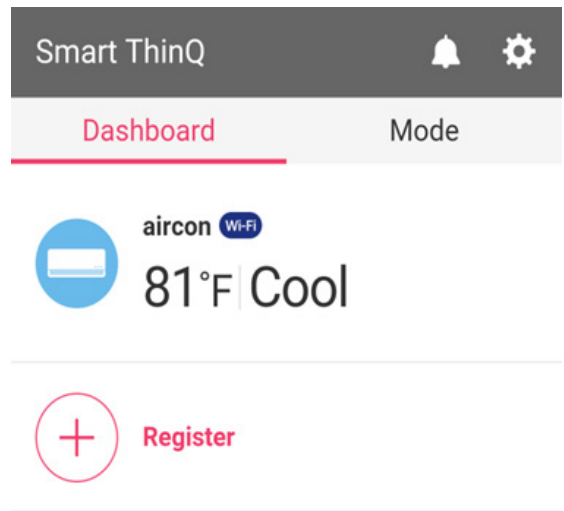 Smart ThinQ
Dashboard Mode
aircon Wi-Fi
81°F Cool
Register